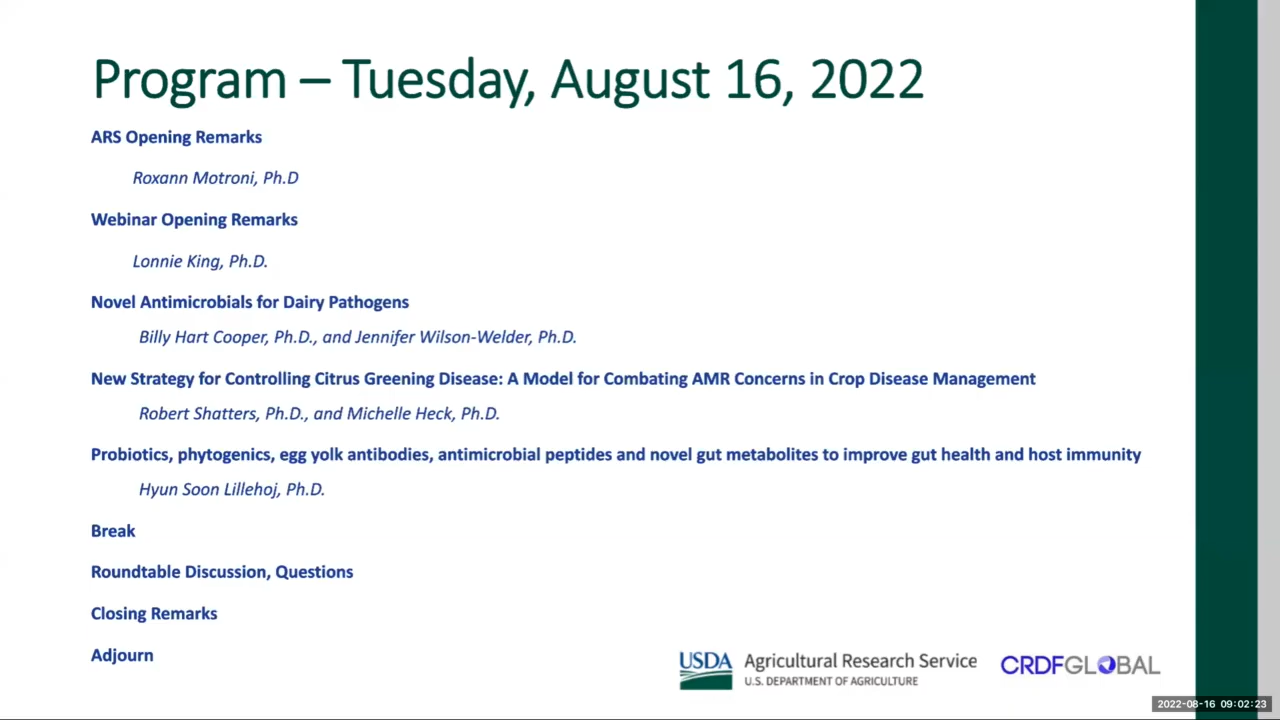 Program – Tuesday, August 16, 2022
ARS Opening Remarks
Roxann Motroni, Ph.D
Webinar Opening Remarks
Lonnie King, Ph.D.
Novel Antimicrobials for Dairy Pathogens
Billy Hart Cooper, Ph.D., and Jennifer Wilson-Welder, Ph.D.
New Strategy for Controlling Citrus Greening Disease: A Model for Combating AMR Concerns in Crop Disease Management
Robert Shatters, Ph.D., and Michelle Heck, Ph.D.
Probiotics, phytogenics, egg yolk antibodies, antimicrobial peptides and novel gut metabolites to improve gut health and host immunity
Hyun Soon Lillehoj, Ph.D.
Break
Roundtable Discussion, Questions
Closing Remarks
Adjourn
USDA Agricultural Research Service
U.S. DEPARTMENT OF AGRICULTURE
CRDFGLOBAL
2022-08-16 09:02:23